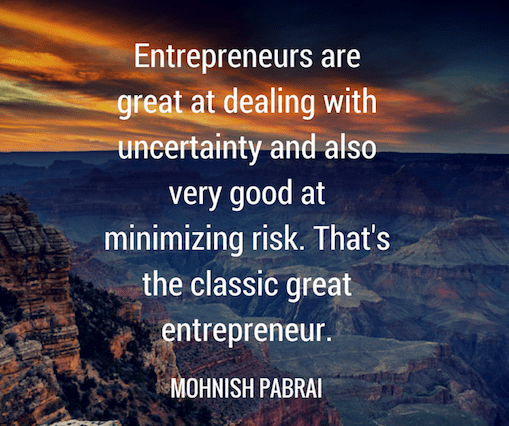 Entrepreneurs are
great at dealing with
uncertainty and also
very good at
minimizing risk. That's
the classic great
entrepreneur.
MOHNISH PABRAI